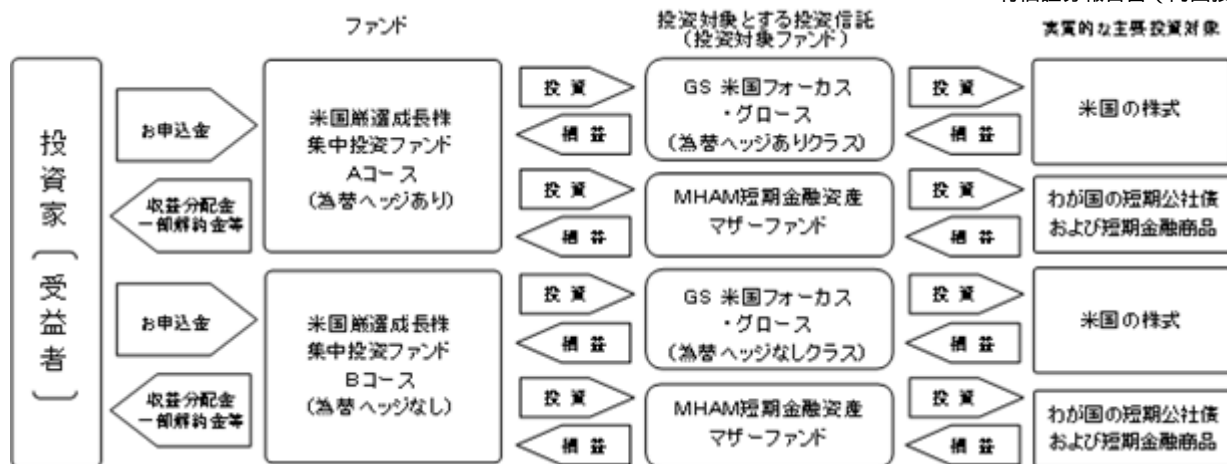 ファンド
投資対象とする投資信託
(投資対象ファンド)
実質的な主要投資対象
投資家〔受益者〕
お申込金
収益分配金
一部解約金等
米国厳選成長株
集中投資ファンド
Aコース
(為替ヘッジあり)
投資
損益
GS 米国フォーカス
・グロース
(為替ヘッジありクラス)
投資
損益
米国の株式
投資
損益
MHAM短期金融資産
マザーファンド
投資
損益
わが国の短期公社債
および短期金融商品
お申込金
収益分配金
一部解約金等
米国厳選成長株
集中投資ファンド
Bコース
(為替ヘッジなし)
投資
損益
GS 米国フォーカス
・グロース
(為替ヘッジなしクラス)
投資
損益
米国の株式
投資
損益
MHAM短期金融資産
マザーファンド
投資
損益
わが国の短期公社債
および短期金融商品